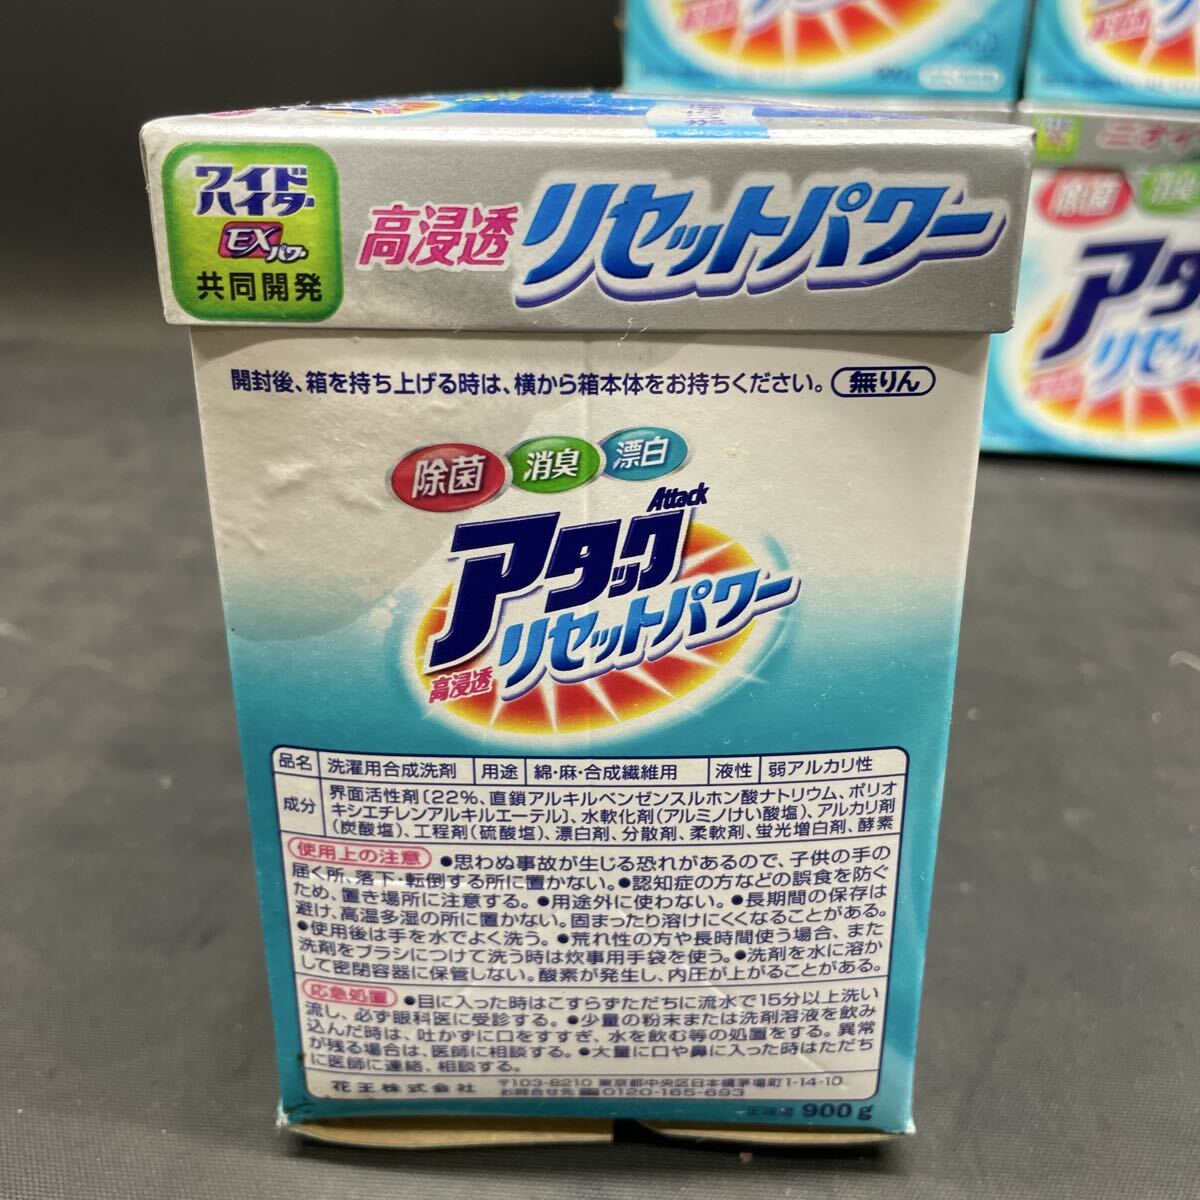 ワイド
ハイター
EXパワー
共同開発
高浸透 リセットパワー
開封後、箱を持ち上げる時は、横から箱本体をお持ちください。 無りん
除菌 消臭 漂白
Attack
アタック
高浸透 リセットパワー
品名 洗濯用合成洗剤 用途 綿・麻・合成繊維用 液性 弱アルカリ性
成分 界面活性剤〔22%、直鎖アルキルベンゼンスルホン酸ナトリウム、ポリオ
キシエチレンアルキルエーテル〕、水軟化剤(アルミノけい酸塩)、アルカリ剤
(炭酸塩)、工程剤(硫酸塩)、漂白剤、分散剤、柔軟剤、蛍光増白剤、酵素
使用上の注意 ●思わぬ事故が生じる恐れがあるので、子供の手の
届く所、落下・転倒する所に置かない。●認知症の方などの誤食を防ぐ
ため、置き場所に注意する。●用途外に使わない。●長期間の保存は
避け、高温多湿の所に置かない。固まったり溶けにくくなることがある。
●使用後は手を水でよく洗う。●荒れ性の方や長時間使う場合、また
洗剤をブラシにつけて洗う時は炊事用手袋を使う。●洗剤を水に溶か
して密閉容器に保管しない。酸素が発生し、内圧が上がることがある。
応急処置 ●目に入った時はこすらずただちに流水で15分以上洗い
流し、必ず眼科医に受診する。●少量の粉末または洗剤溶液を飲み
込んだ時は、吐かずに口をすすぎ、水を飲む等の処置をする。異常
が残る場合は、医師に相談する。●大量に口や鼻に入った時はただち
に医師に連絡、相談する。
花王株式会社 〒103-8210 東京都中央区日本橋茅場町1-14-10
お問合せ先 0120-165-693
正味量 900g
ニオイ
除菌 消臭
アタッ
リセッ